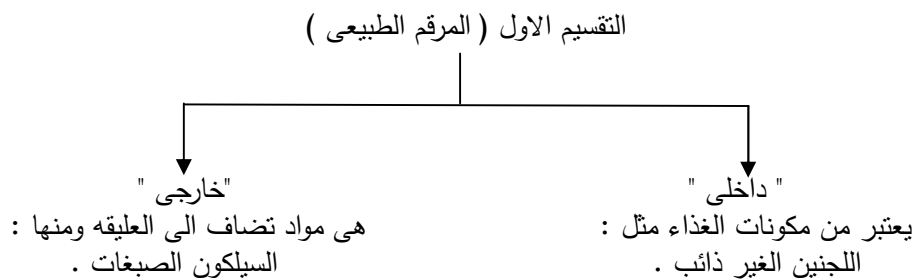 التقسيم الاول ( المرقم الطبيعى )
" داخلى "
يعتبر من مكونات الغذاء مثل :
اللجنين الغير ذائب .
"خارجى "
هى مواد تضاف الى العليقه ومنها :
السيلكون الصبغات .